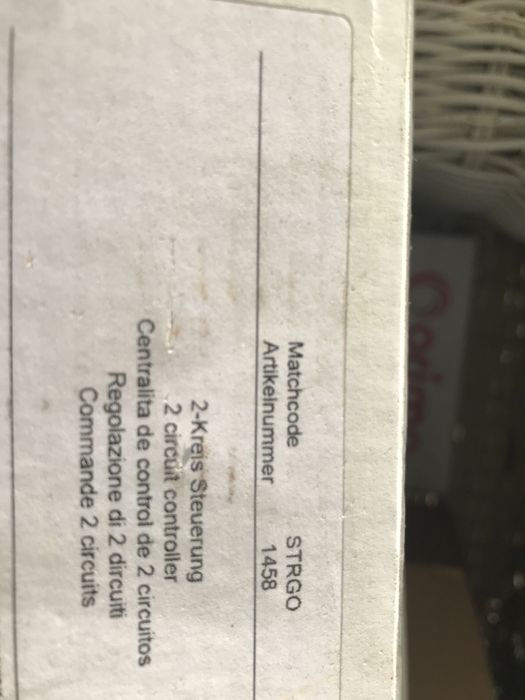 Matchcode STRGO
Artikelnummer 1458
2-Kreis Steuerung
2 circuit controller
Centralita de control de 2 circuitos
Regolazione di 2 dircuiti
Commande 2 circuits